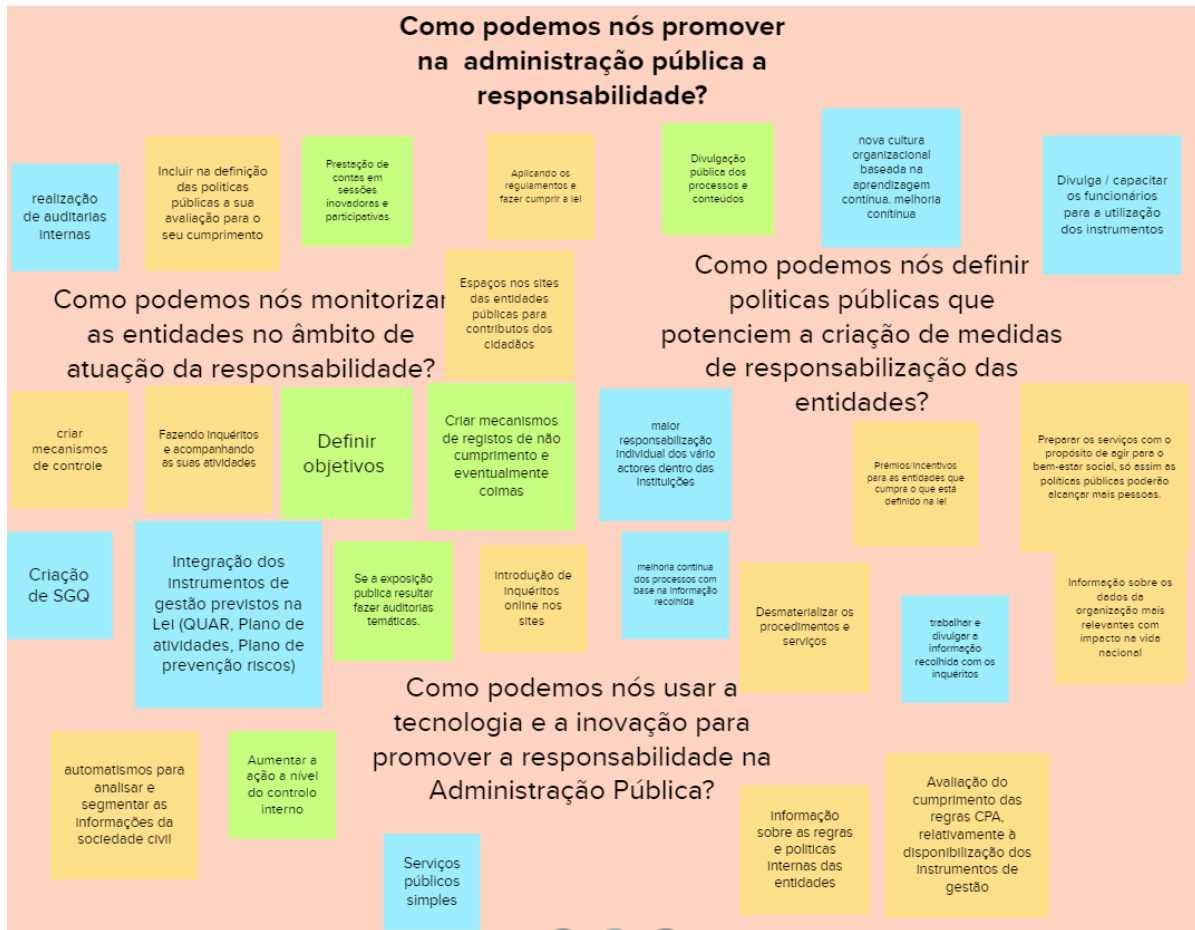 Como podemos nós promover
na administração pública a
responsabilidade?
realização
de auditarias
internas
Incluir na definição
das politicas
públicas a sua
avaliação para o
seu cumprimento
Prestação de
contas em
sessões
inovadoras e
participativas
Aplicando os
regulamentos e
fazer cumprir a lei
Divulgação
pública dos
processos e
conteúdos
nova cultura
organizacional
baseada na
aprendizagem
contínua. melhoria
contínua
Divulga / capacitar
os funcionários
para a utilização
dos instrumentos
Espaços nos sites
das entidades
públicas para
contributos dos
cidadãos
Como podemos nós monitorizar
as entidades no âmbito de
atuação da responsabilidade?
Como podemos nós definir
politicas públicas que
potenciem a criação de medidas
de responsabilização das
entidades?
criar
mecanismos
de controle
Fazendo inquéritos
e acompanhando
as suas atividades
Definir
objetivos
Criar mecanismos
de registos de não
cumprimento e
eventualmente
coimas
maior
responsabilização
individual dos vário
actores dentro das
instituições
Prémios/incentivos
para as entidades que
cumpra o que está
definido na lei
Preparar os serviços com o
propósito de agir para o
bem-estar social, só assim as
políticas públicas poderão
alcançar mais pessoas.
Criação
de SGQ
Integração dos
instrumentos de
gestão previstos na
Lei (QUAR, Plano de
atividades, Plano de
prevenção riscos)
Se a exposição
publica resultar
fazer auditorias
temáticas.
Introdução de
inquéritos
online nos
sites
melhoria continua
dos processos com
base na informação
recolhida
Desmaterializar os
procedimentos e
serviços
trabalhar e
divulgar a
informação
recolhida com os
inquéritos
Informação sobre os
dados da
organização mais
relevantes com
impacto na vida
nacional
Como podemos nós usar a
tecnologia e a inovação para
promover a responsabilidade na
Administração Pública?
automatismos para
analisar e
segmentar as
informações da
sociedade civil
Aumentar a
ação a nível
do controlo
interno
Serviços
públicos
simples
Informação
sobre as regras
e politicas
internas das
entidades
Avaliação do
cumprimento das
regras CPA,
relativamente à
disponibilização dos
instrumentos de
gestão